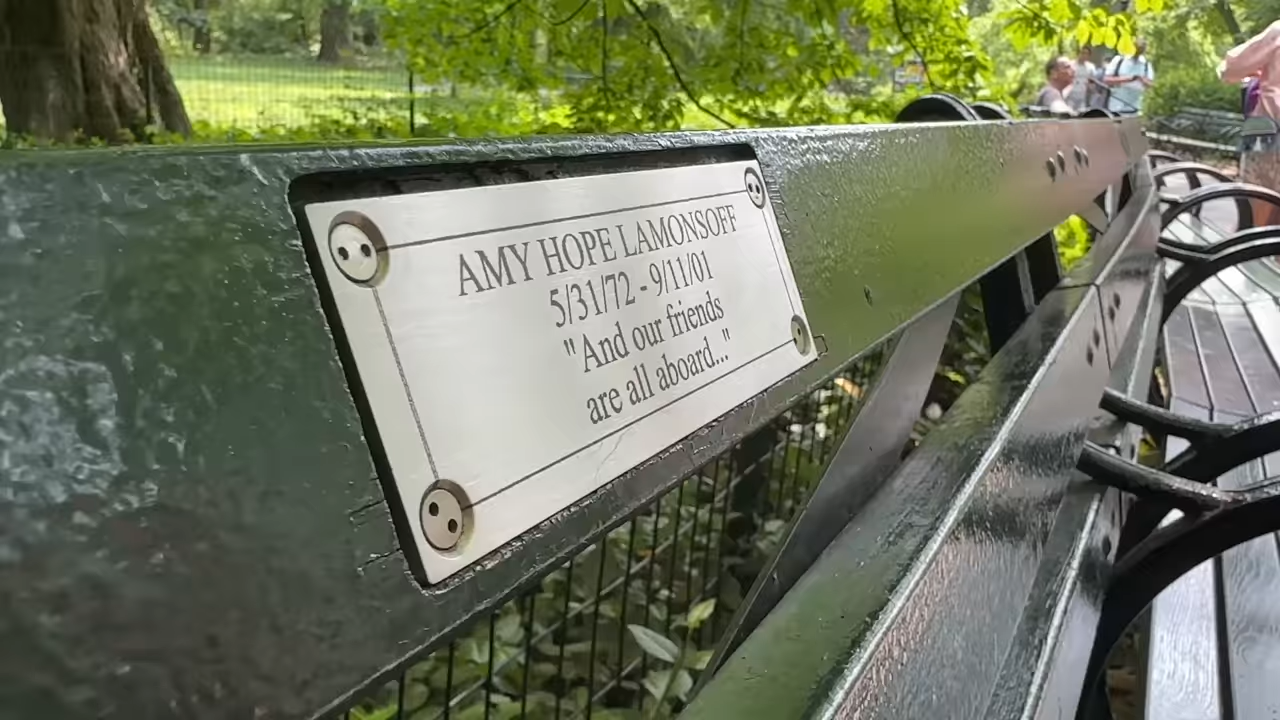 AMY HOPE LAMONSOFF
5/31/72 - 9/11/01
"And our friends
are all aboard..."